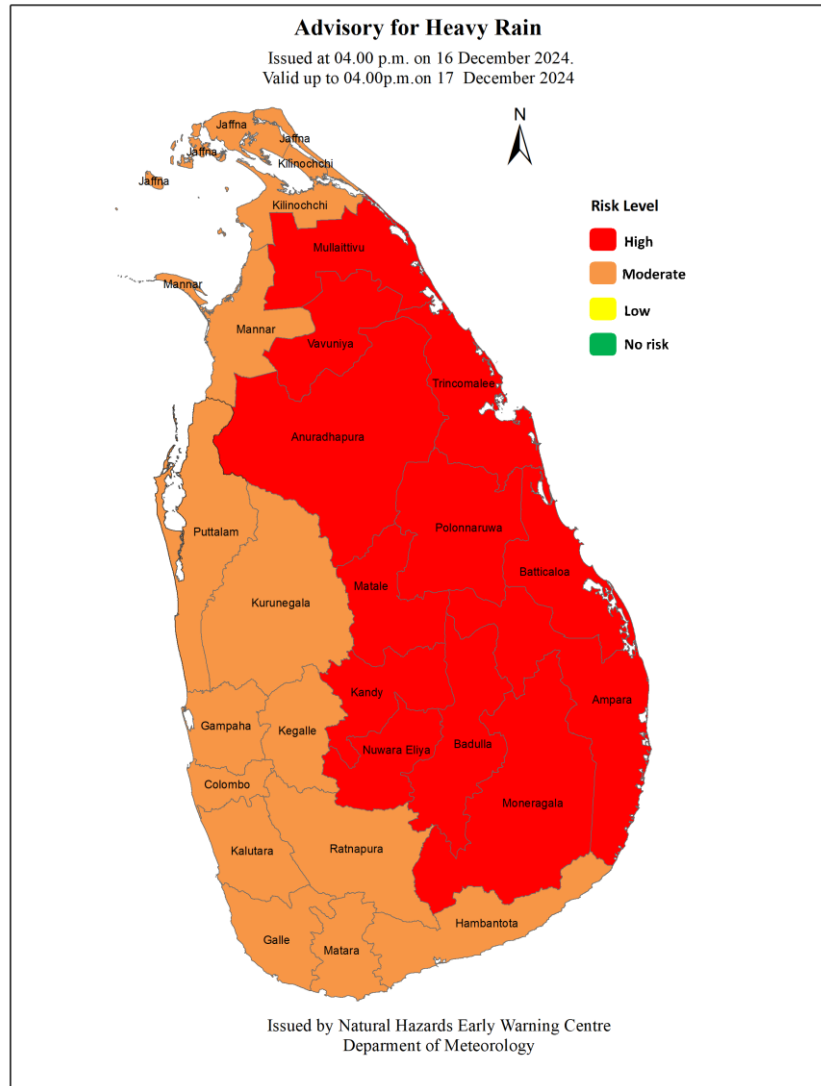 Advisory for Heavy Rain
Issued at 04.00 p.m. on 16 December 2024.
Valid up to 04.00p.m.on 17 December 2024
N
Jaffna
Jaffna
Jaffna
Kilinochchi
Jaffna
Kilinochchi
Risk Level
High
Moderate
Low
No risk
Mullaittivu
Mannar
Mannar
Vavuniya
Trincomalee
Anuradhapura
Puttalam
Polonnaruwa
Batticaloa
Matale
Kurunegala
Kandy
Ampara
Gampaha
Kegalle
Nuwara Eliya
Badulla
Colombo
Moneragala
Kalutara
Ratnapura
Hambantota
Galle
Matara
Issued by Natural Hazards Early Warning Centre
Deparment of Meteorology